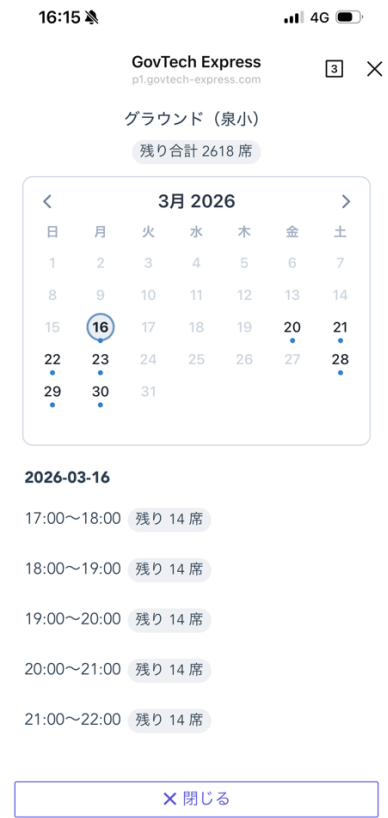 16:15 4G
GovTech Express
p1.govtech-express.com
3
グラウンド（泉小）
残り合計 2618 席
3月 2026
日 月 火 水 木 金 土
1 2 3 4 5 6 7
8 9 10 11 12 13 14
15 16 17 18 19 20 21
22 23 24 25 26 27 28
29 30 31
2026-03-16
17:00〜18:00 残り 14 席
18:00〜19:00 残り 14 席
19:00〜20:00 残り 14 席
20:00〜21:00 残り 14 席
21:00〜22:00 残り 14 席
閉じる